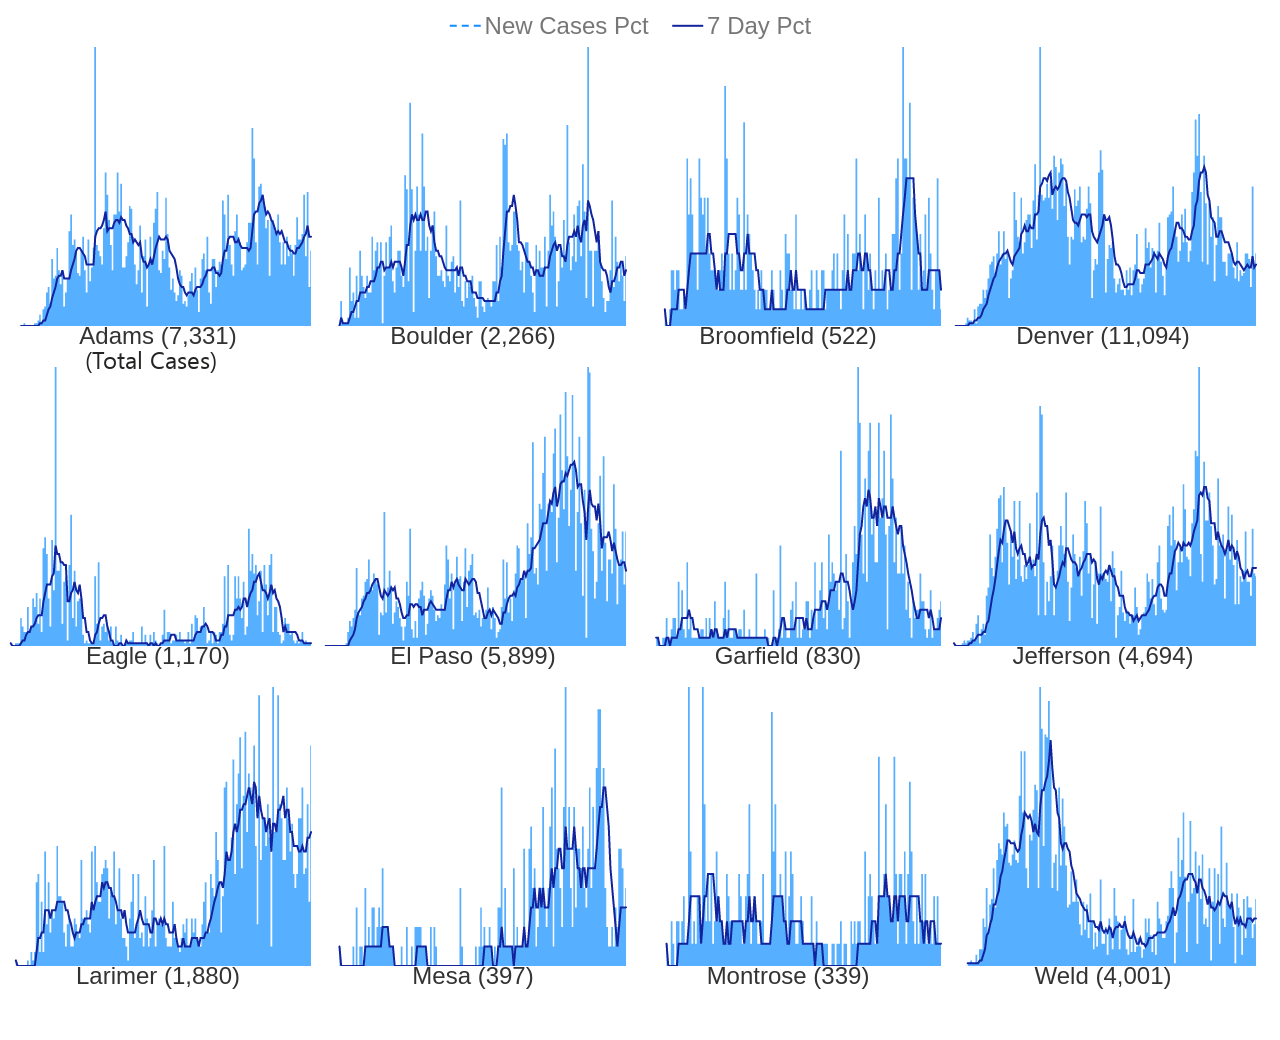 New Cases Pct 7 Day Pct
Adams (7,331) Boulder (2,266) Broomfield (522) Denver (11,094)
(Total Cases)
Eagle (1,170) El Paso (5,899) Garfield (830) Jefferson (4,694)
Larimer (1,880) Mesa (397) Montrose (339) Weld (4,001)